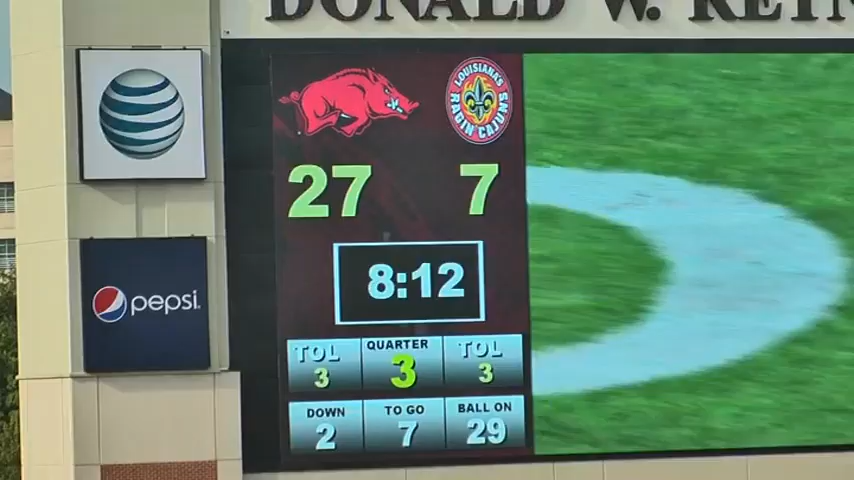 DONALD W. REYN
LOUISIANA'S
RAGIN' CAJUNS
27 7
8:12
pepsi
TOL QUARTER TOL
3 3 3
DOWN TO GO BALL ON
2 7 29